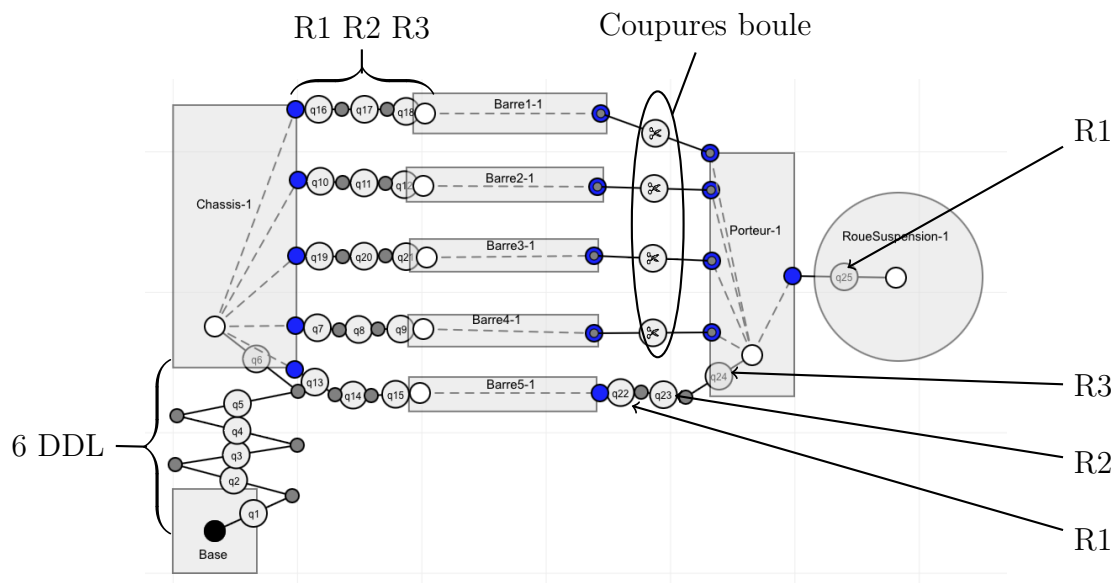 R1 R2 R3
Coupures boule
q16 q17 q18 Barre1-1
R1
q10 q11 q12 Barre2-1
Chassis-1
Porteur-1
RoueSuspension-1
q19 q20 q21 Barre3-1
q25
q7 q8 q9 Barre4-1
q6
q13 q14 q15 Barre5-1
q22 q23 q24
R3
q5
q4
6 DDL
q3
R2
q2
q1
R1
Base